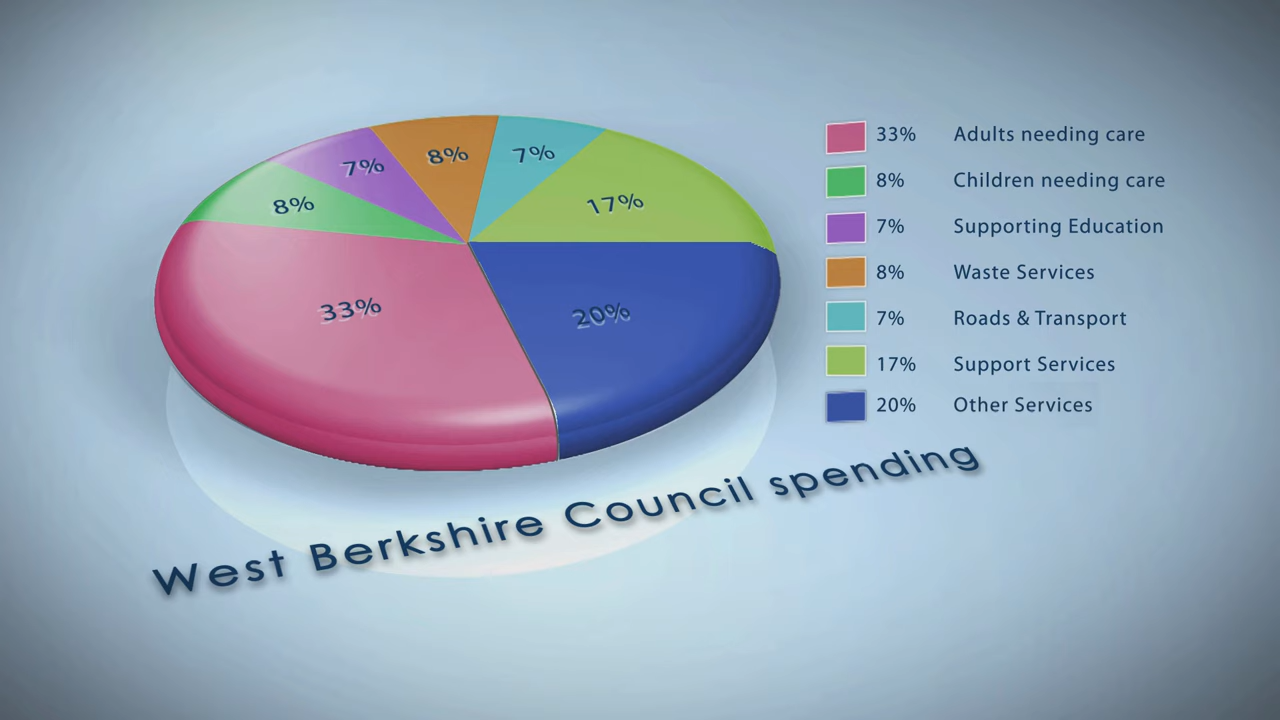 7%
8%
7%
8%
17%
33%
20%
33% Adults needing care
8% Children needing care
7% Supporting Education
8% Waste Services
7% Roads & Transport
17% Support Services
20% Other Services
West Berkshire Council spending